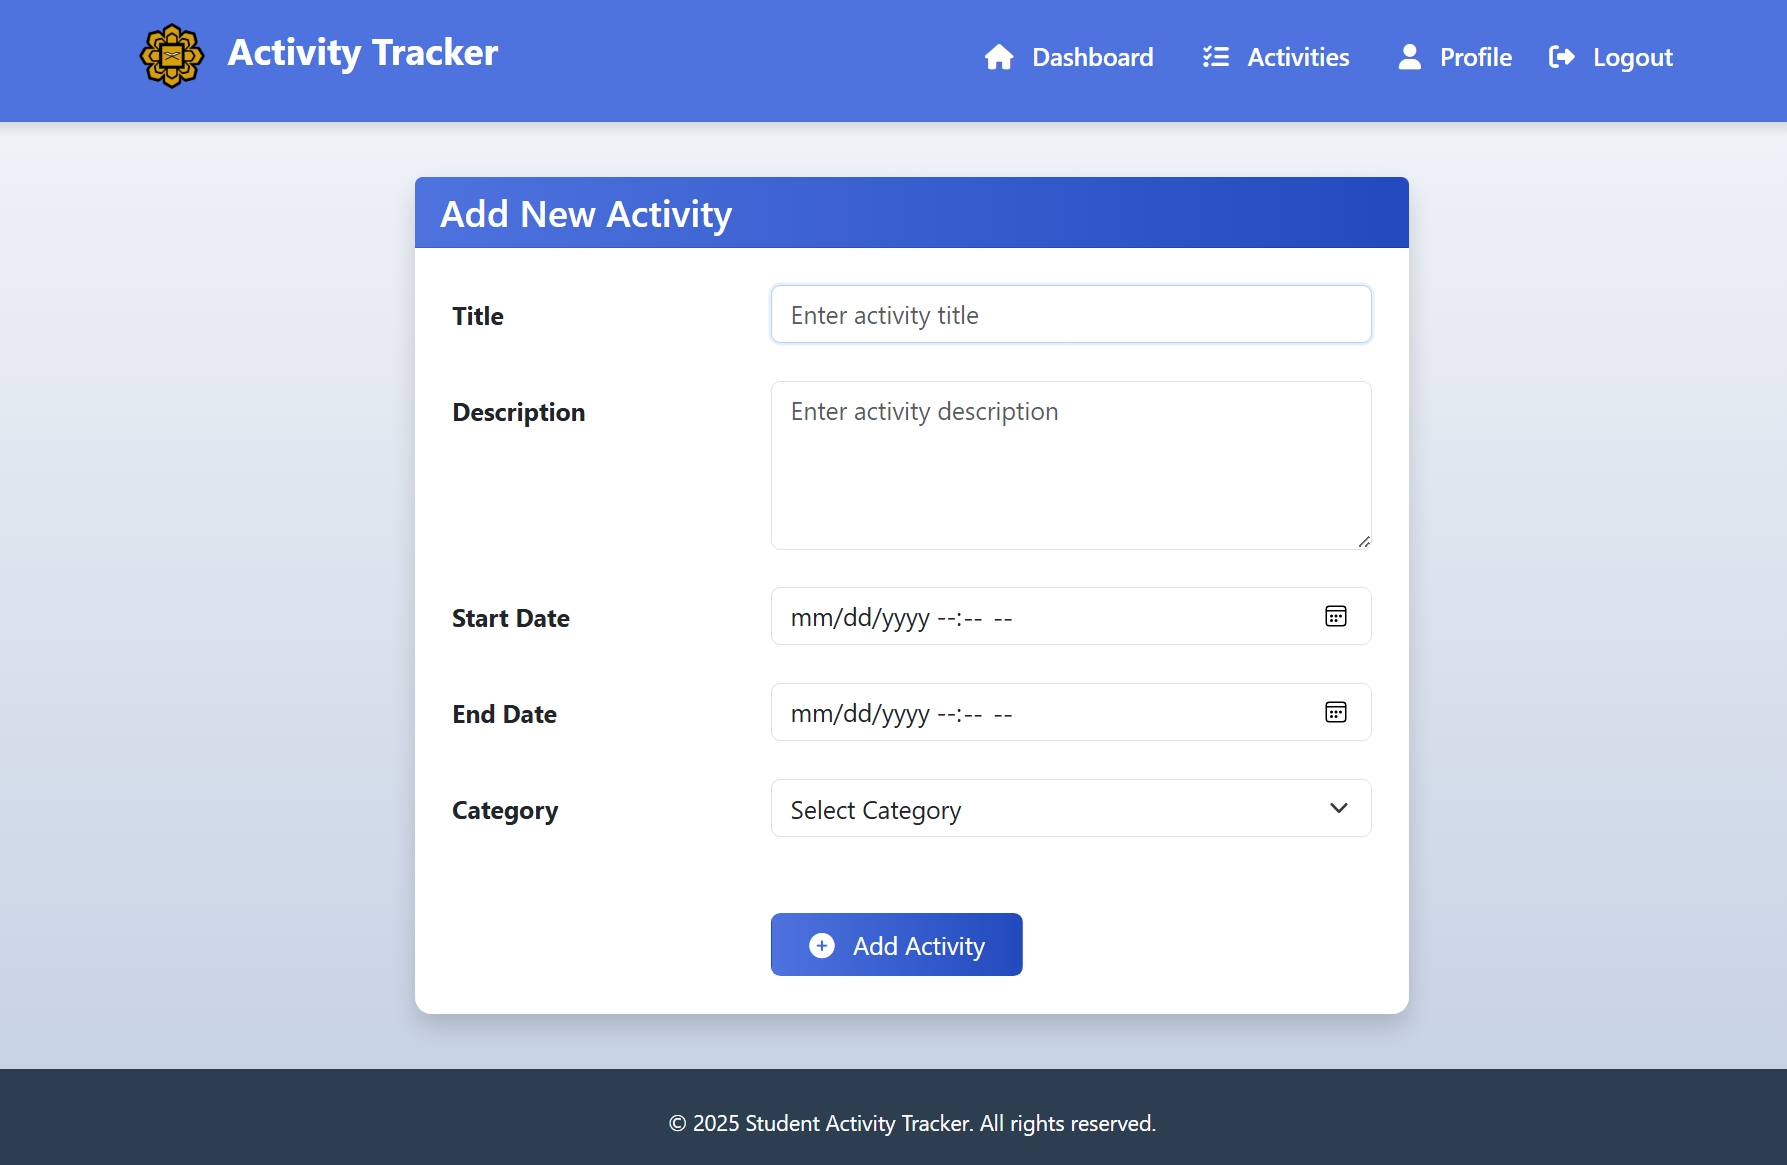 Activity Tracker
Dashboard
Activities
Profile
Logout
Add New Activity
Title
Enter activity title
Description
Enter activity description
Start Date
mm/dd/yyyy --:-- --
End Date
mm/dd/yyyy --:-- --
Category
Select Category
Add Activity
© 2025 Student Activity Tracker. All rights reserved.